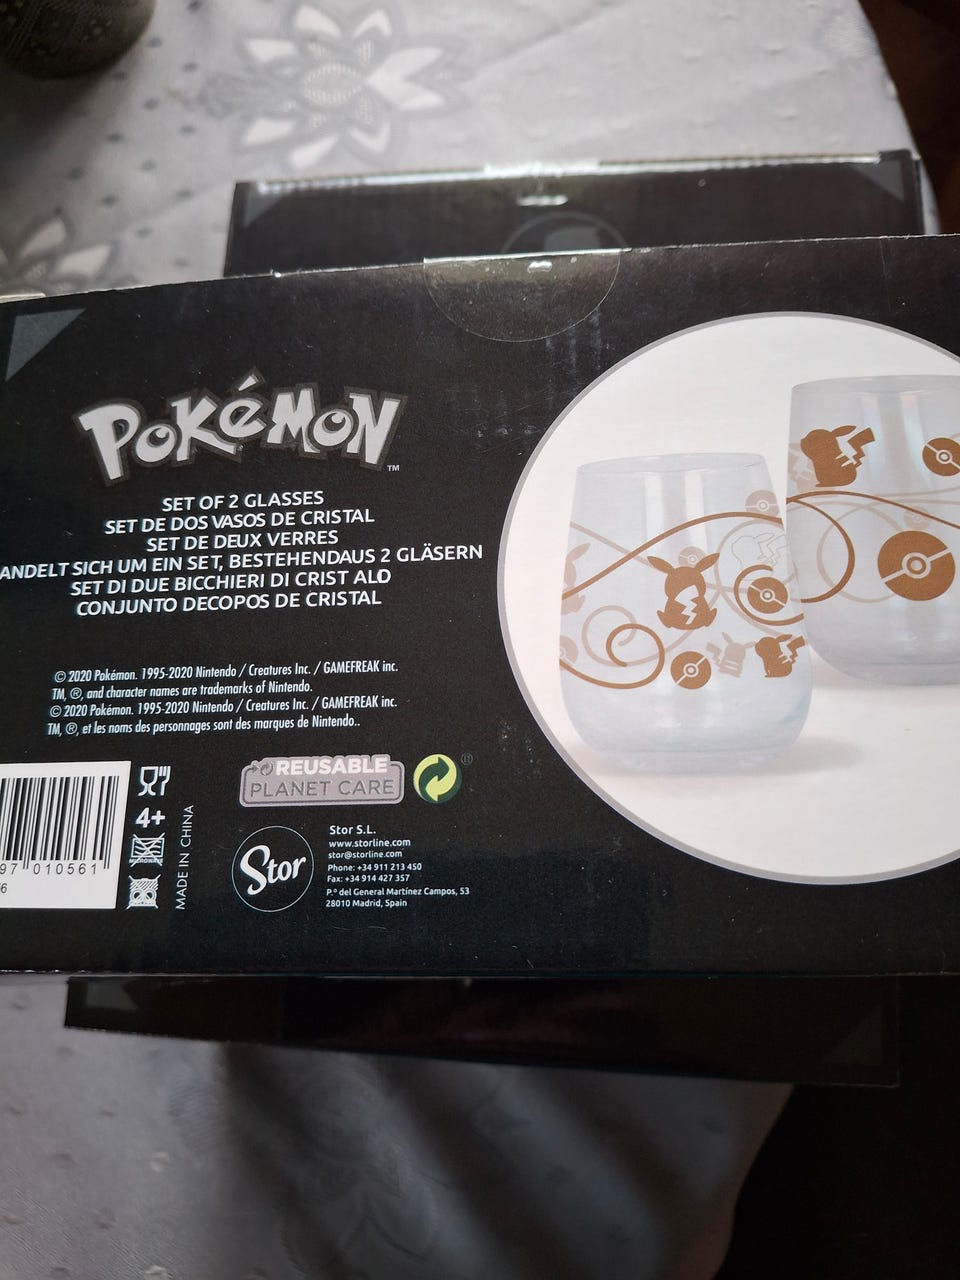 POKéMON
TM
SET OF 2 GLASSES
SET DE DOS VASOS DE CRISTAL
SET DE DEUX VERRES
ANDELT SICH UM EIN SET, BESTEHENDAUS 2 GLÄSERN
SET DI DUE BICCHIERI DI CRIST ALO
CONJUNTO DECOPOS DE CRISTAL
© 2020 Pokémon. 1995-2020 Nintendo / Creatures Inc. / GAMEFREAK inc.
TM, ®, and character names are trademarks of Nintendo.
© 2020 Pokémon. 1995-2020 Nintendo / Creatures Inc. / GAMEFREAK inc.
TM, ®, et les noms des personnages sont des marques de Nintendo..
REUSABLE
PLANET CARE
®
97 010561
6
4+
MICROWAVE
MADE IN CHINA
Stor
Stor S.L.
www.storline.com
stor@storline.com
Phone: +34 911 213 450
Fax: +34 914 427 357
P.º del General Martínez Campos, 53
28010 Madrid, Spain